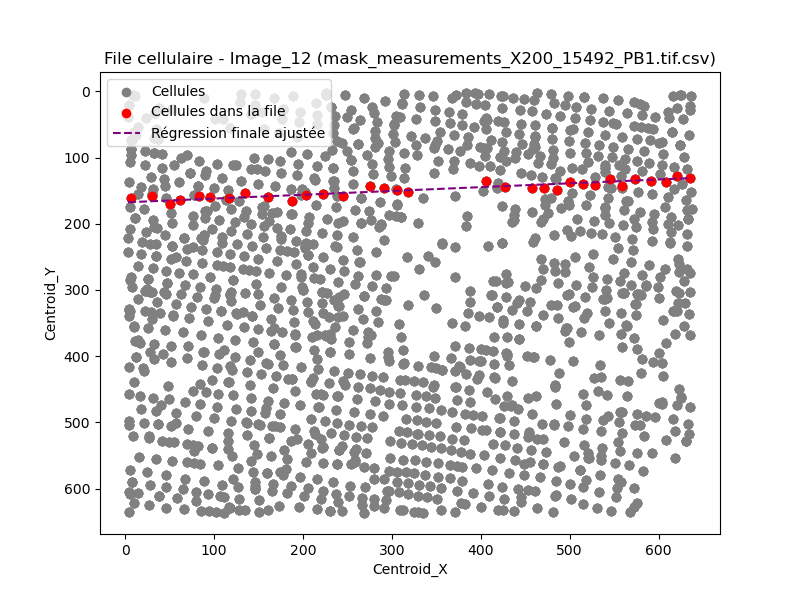 File cellulaire - Image_12 (mask_measurements_X200_15492_PB1.tif.csv)
Cellules
Cellules dans la file
Régression finale ajustée
0
100
200
300
400
500
600
Centroid_Y
0 100 200 300 400 500 600
Centroid_X